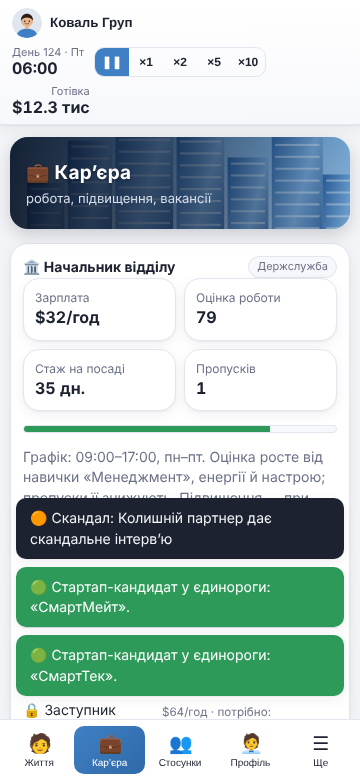 Коваль Груп
День 124 · Пт
06:00
×1
×2
×5
×10
Готівка
$12.3 тис
Кар’єра
робота, підвищення, вакансії
Начальник відділу
Держслужба
Зарплата
$32/год
Оцінка роботи
79
Стаж на посаді
35 дн.
Пропусків
1
Графік: 09:00–17:00, пн–пт. Оцінка росте від
навички «Менеджмент», енергії й настрою;
Скандал: Колишній партнер дає
скандальне інтерв’ю
Стартап-кандидат у єдинороги:
«СмартМейт».
Стартап-кандидат у єдинороги:
«СмартТек».
Заступник
$64/год · потрібно:
Життя
Кар’єра
Стосунки
Профіль
Ще